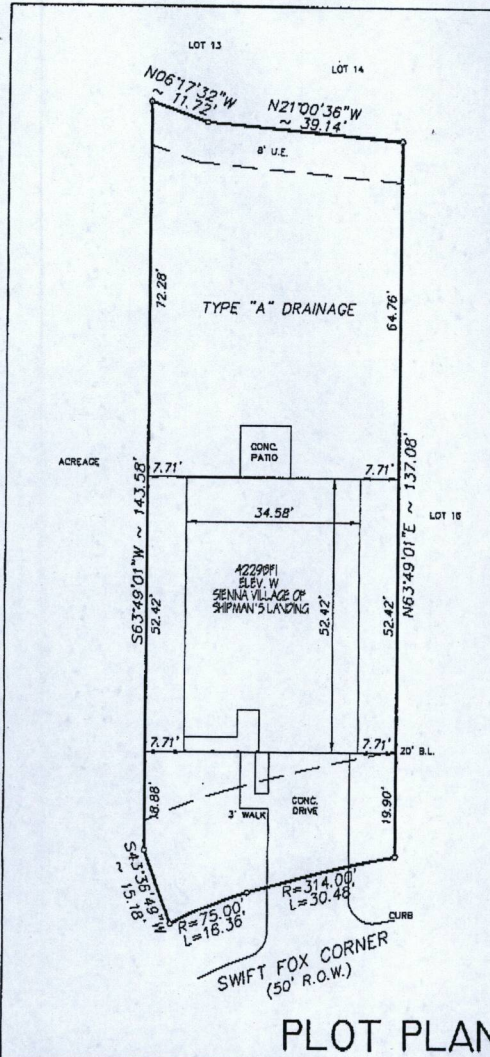 LOT 13
LOT 14
N06°17'32"W
~ 11.72'
N21°00'36"W
~ 39.14'
8' U.E.
72.28'
TYPE "A" DRAINAGE
64.76'
CONC.
PATIO
ACREAGE
7.71'
7.71'
S63°49'01"W ~ 143.58'
N63°49'01"E ~ 137.08'
LOT 16
34.58'
ELEV. W
SIENNA VILLAGE OF
SHIPMAN'S LANDING
52.42'
52.42'
52.42'
7.71'
7.71'
20' B.L.
18.88'
3' WALK
CONC.
DRIVE
19.90'
S43°36'49"W
~ 15.18'
R=75.00'
L=16.36'
R=314.00'
L=30.48'
CURB
SWIFT FOX CORNER
(50' R.O.W.)
PLOT PLAN